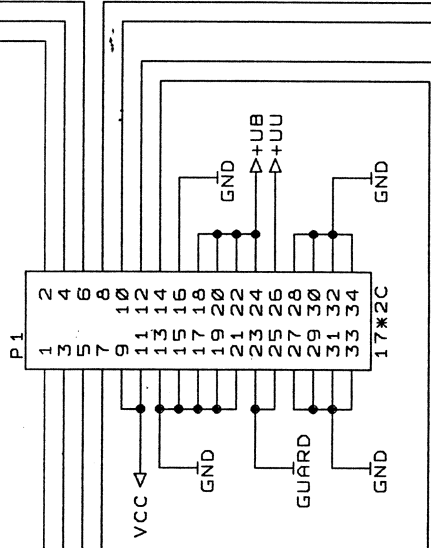 +UB
+UU
GND
GND
P1
2 4 6 8 10 12 14 16 18 20 22 24 26 28 30 32 34
1 3 5 7 9 11 13 15 17 19 21 23 25 27 29 31 33
17*2C
VCC
GND
GUARD
GND